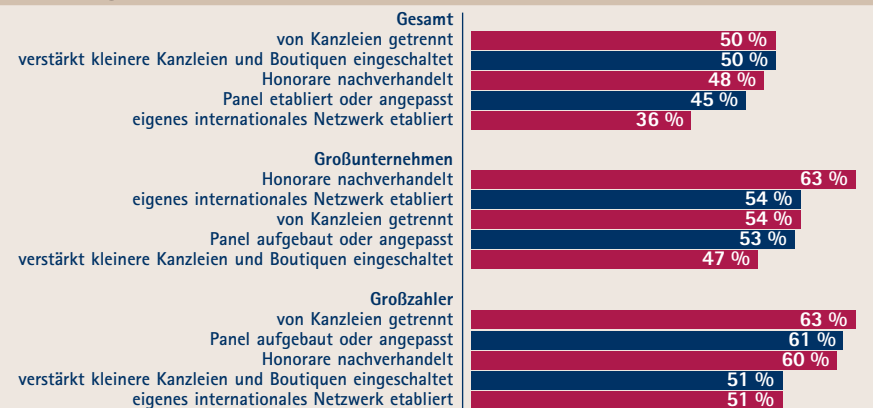 Gesamt
von Kanzleien getrennt 50 %
verstärkt kleinere Kanzleien und Boutiquen eingeschaltet 50 %
Honorare nachverhandelt 48 %
Panel etabliert oder angepasst 45 %
eigenes internationales Netzwerk etabliert 36 %
Großunternehmen
Honorare nachverhandelt 63 %
eigenes internationales Netzwerk etabliert 54 %
von Kanzleien getrennt 54 %
Panel aufgebaut oder angepasst 53 %
verstärkt kleinere Kanzleien und Boutiquen eingeschaltet 47 %
Großzahler
von Kanzleien getrennt 63 %
Panel aufgebaut oder angepasst 61 %
Honorare nachverhandelt 60 %
verstärkt kleinere Kanzleien und Boutiquen eingeschaltet 51 %
eigenes internationales Netzwerk etabliert 51 %